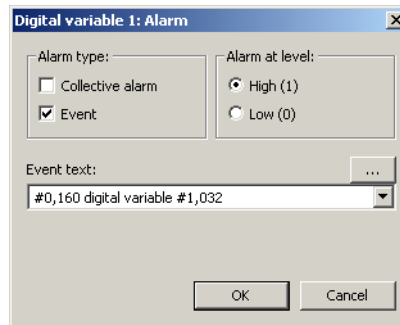 Digital variable 1: Alarm
Alarm type:
Collective alarm
Event
Alarm at level:
High (1)
Low (0)
Event text:
...
#0,160 digital variable #1,032
OK
Cancel